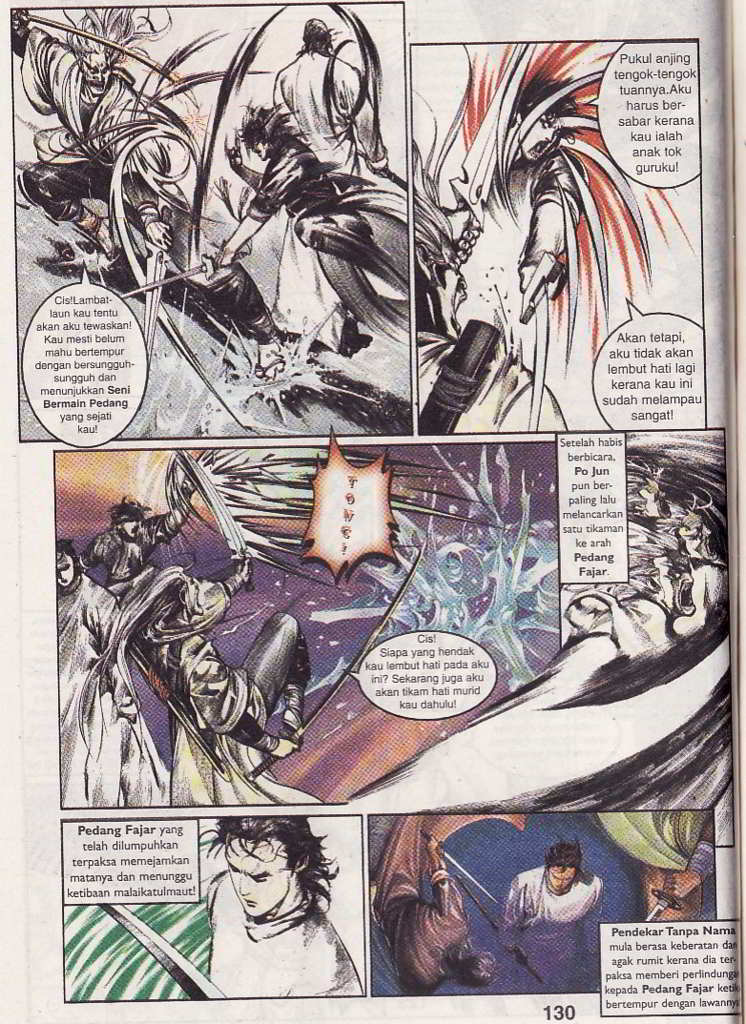 Cis!Lambat-
laun kau tentu
akan aku tewaskan!
Kau mesti belum
mahu bertempur
dengan bersungguh-
sungguh dan
menunjukkan Seni
Bermain Pedang
yang sejati
kau!
Pukul anjing
tengok-tengok
tuannya.Aku
harus ber-
sabar kerana
kau ialah
anak tok
guruku!
Akan tetapi,
aku tidak akan
lembut hati lagi
kerana kau ini
sudah melampau
sangat!
TONG!
Setelah habis
berbicara,
Po Jun
pun ber-
paling lalu
melancarkan
satu tikaman
ke arah
Pedang
Fajar.
Cis!
Siapa yang hendak
kau lembut hati pada aku
ini? Sekarang juga aku
akan tikam hati murid
kau dahulu!
Pedang Fajar yang
telah dilumpuhkan
terpaksa memejamkan
matanya dan menunggu
ketibaan malaikatulmaut!
Pendekar Tanpa Nama
mula berasa keberatan dan
agak rumit kerana dia ter-
paksa memberi perlindungan
kepada Pedang Fajar
bertempur dengan
130